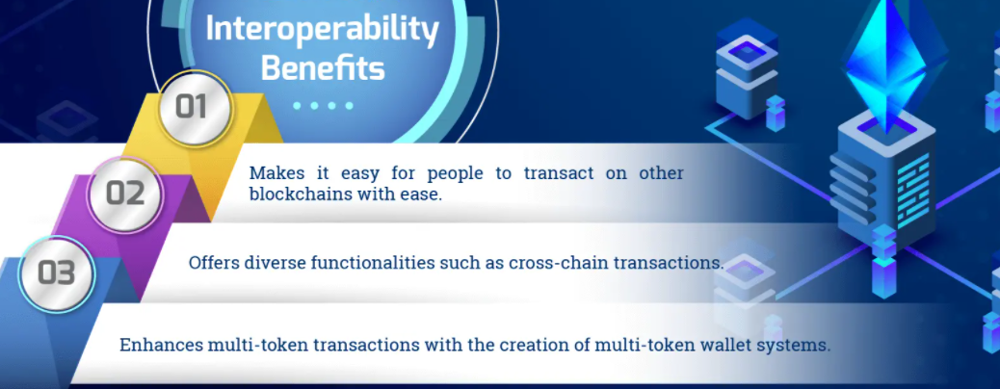 Interoperability
Benefits
01
Makes it easy for people to transact on other
blockchains with ease.
02
Offers diverse functionalities such as cross-chain transactions.
03
Enhances multi-token transactions with the creation of multi-token wallet systems.